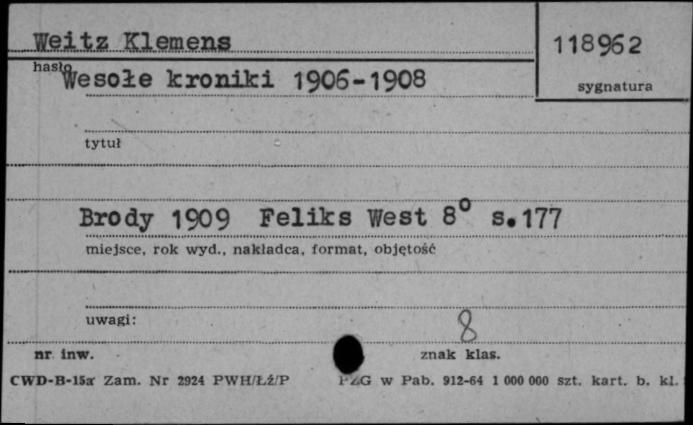 Weitz Klemens
118962
hasło
Wesołe kroniki 1906-1908
sygnatura
tytuł
Brody 1909 Feliks West 8° s.177
miejsce, rok wyd., nakładca, format, objętość
uwagi:
8
nr inw.
znak klas.
CWD-B-15a Zam. Nr 2924 PWH/Łź/P PZG w Pab. 912-64 1 000 000 szt. kart. b. kl.